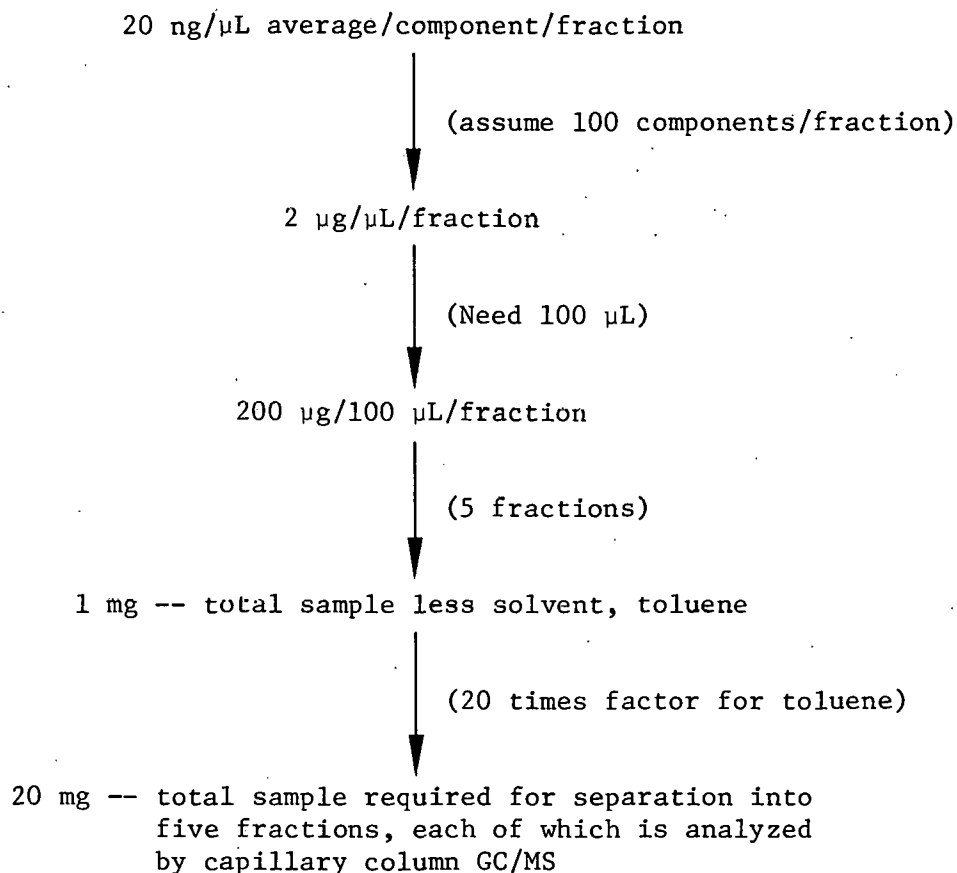 20 ng/μL average/component/fraction
(assume 100 components/fraction)
2 μg/μL/fraction
(Need 100 μL)
200 μg/100 μL/fraction
(5 fractions)
1 mg -- total sample less solvent, toluene
(20 times factor for toluene)
20 mg -- total sample required for separation into
five fractions, each of which is analyzed
by capillary column GC/MS